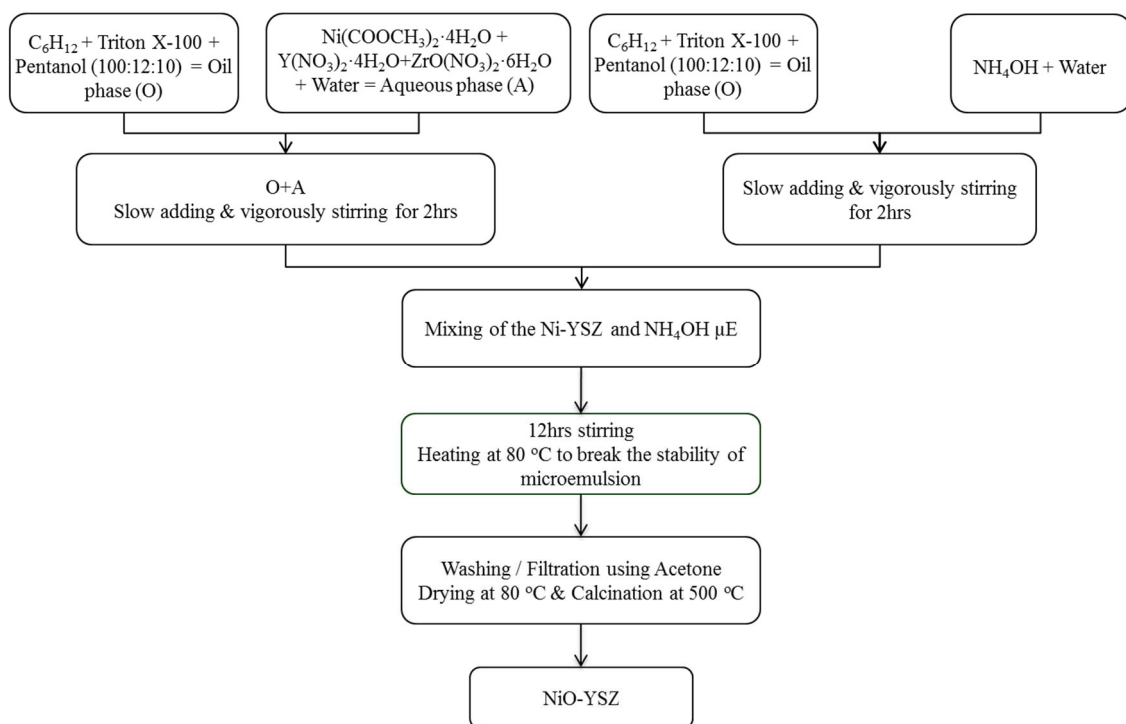 C₆H₁₂ + Triton X-100 +
Pentanol (100:12:10) = Oil
phase (O)
Ni(COOCH₃)₂·4H₂O +
Y(NO₃)₂·4H₂O+ZrO(NO₃)₂·6H₂O
+ Water = Aqueous phase (A)
C₆H₁₂ + Triton X-100 +
Pentanol (100:12:10) = Oil
phase (O)
NH₄OH + Water
O+A
Slow adding & vigorously stirring for 2hrs
Slow adding & vigorously stirring
for 2hrs
Mixing of the Ni-YSZ and NH₄OH µE
12hrs stirring
Heating at 80 °C to break the stability of
microemulsion
Washing / Filtration using Acetone
Drying at 80 °C & Calcination at 500 °C
NiO-YSZ